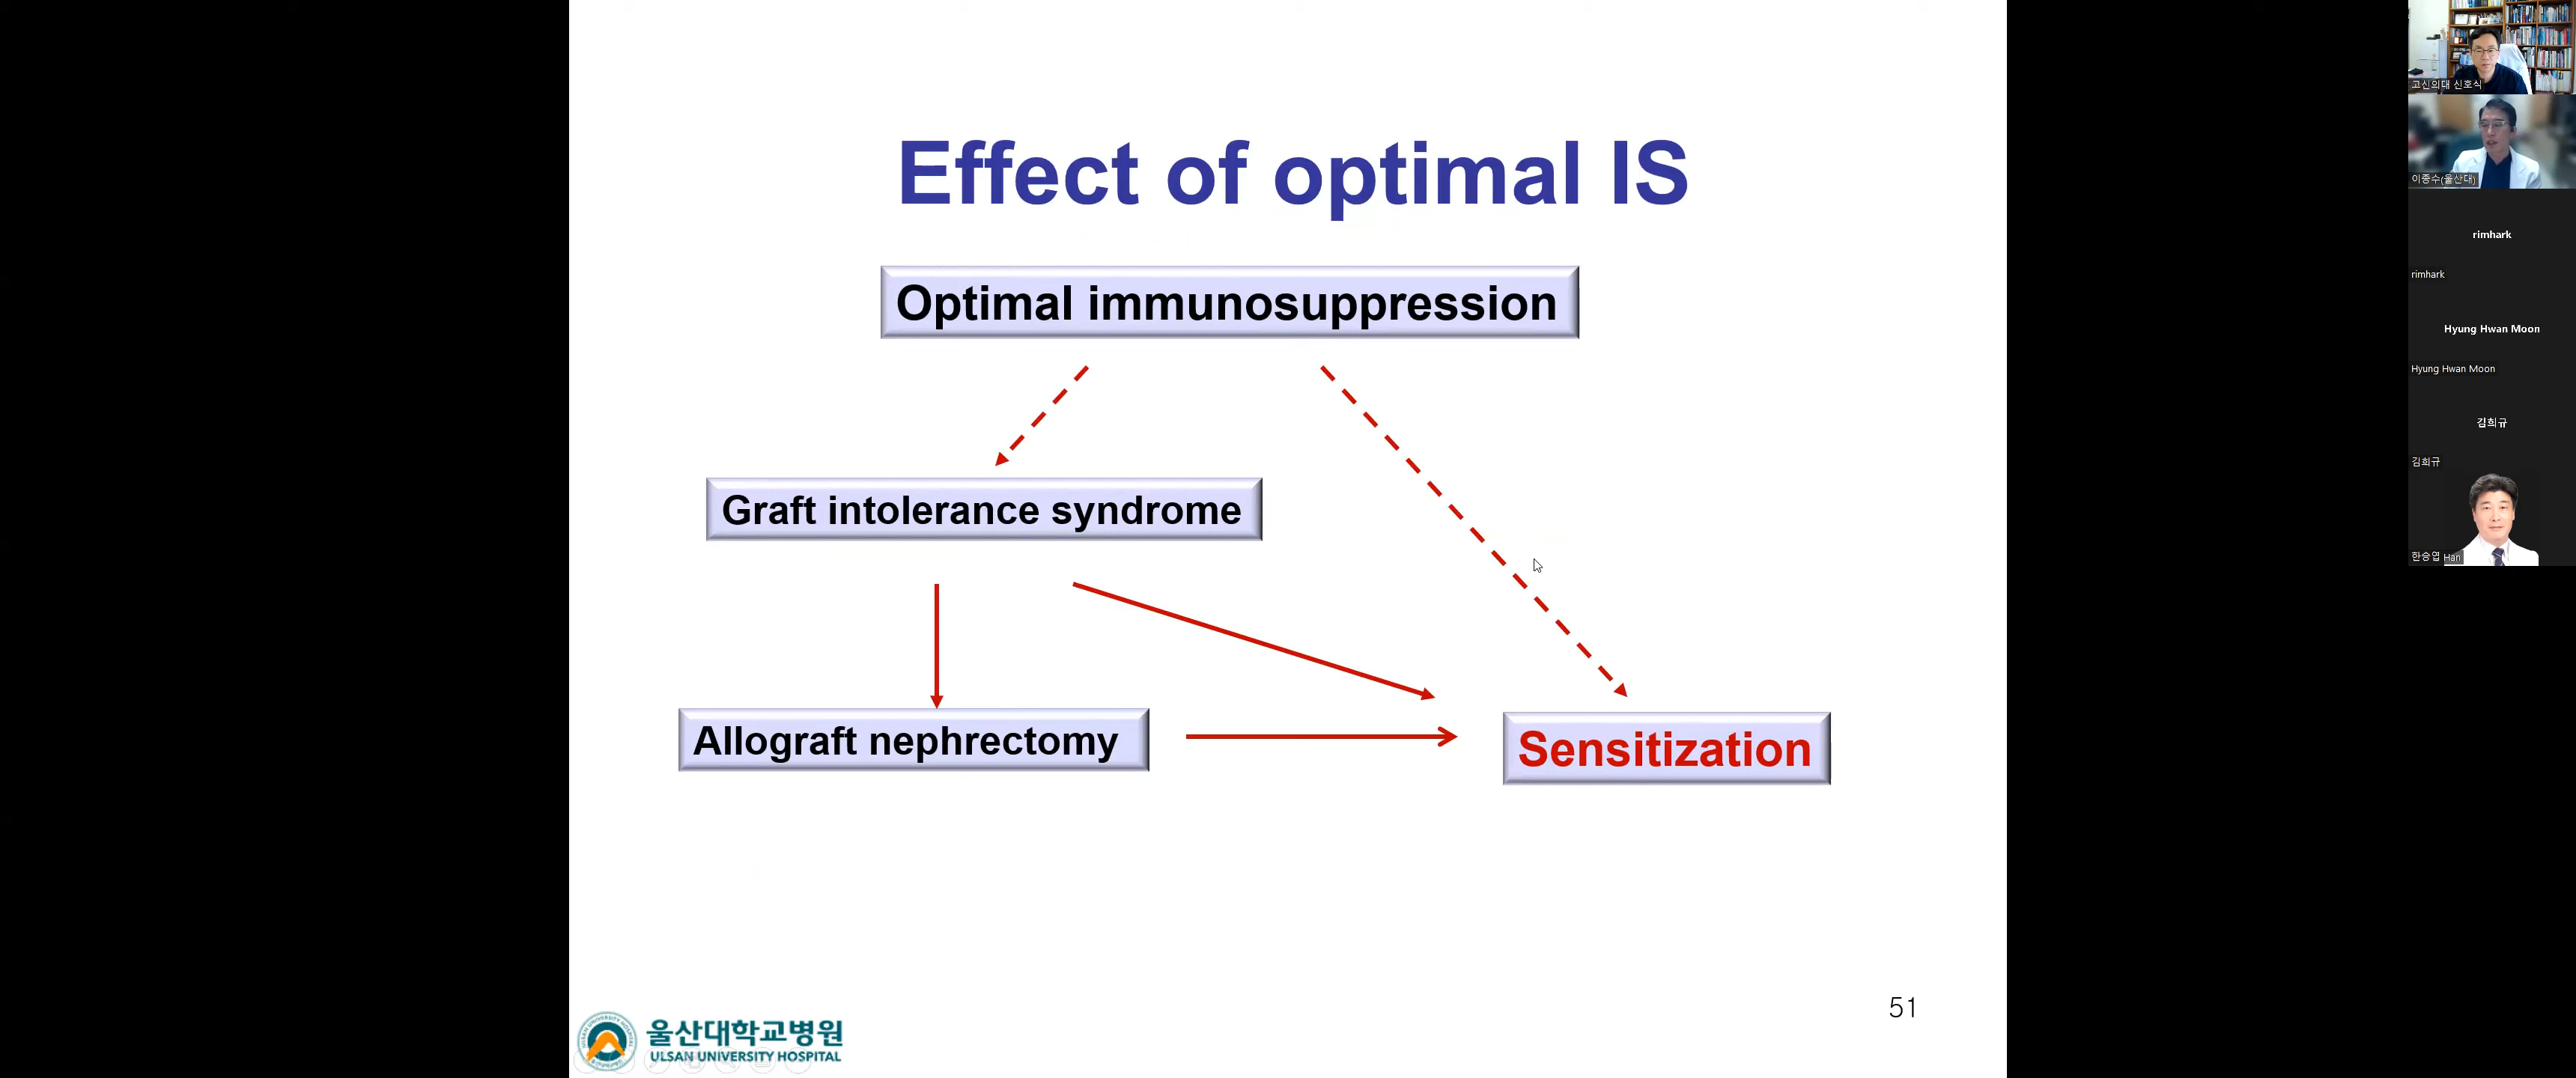 Effect of optimal IS
Optimal immunosuppression
Graft intolerance syndrome
Allograft nephrectomy
Sensitization
51
울산대학교병원
ULSAN UNIVERSITY HOSPITAL
고신의대 신호식
이종수(울산대)
rimhark
rimhark
Hyung Hwan Moon
Hyung Hwan Moon
김희규
김희규
한승엽 Han